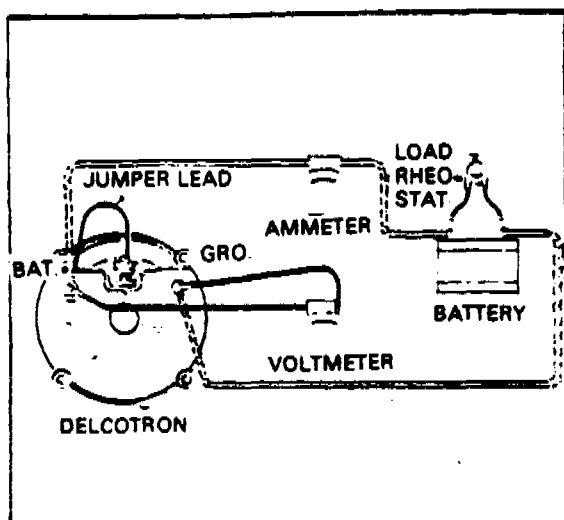 JUMPER LEAD
LOAD
RHEO
STAT.
AMMETER
GRO.
BAT.
BATTERY
VOLTMETER
DELCOTRON